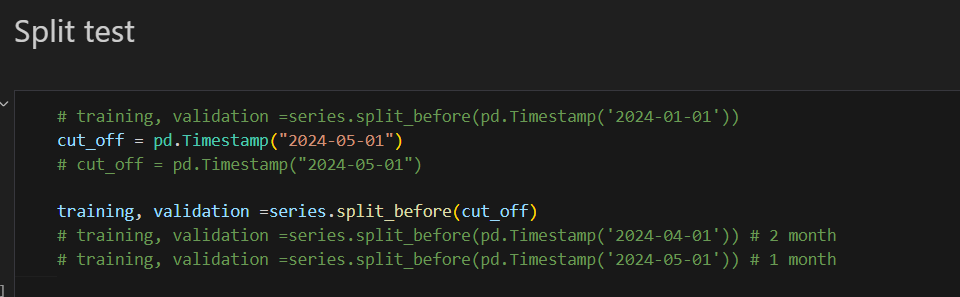 Split test
# training, validation =series.split_before(pd.Timestamp('2024-01-01'))
cut_off = pd.Timestamp("2024-05-01")
# cut_off = pd.Timestamp("2024-05-01")
training, validation =series.split_before(cut_off)
# training, validation =series.split_before(pd.Timestamp('2024-04-01')) # 2 month
# training, validation =series.split_before(pd.Timestamp('2024-05-01')) # 1 month
]